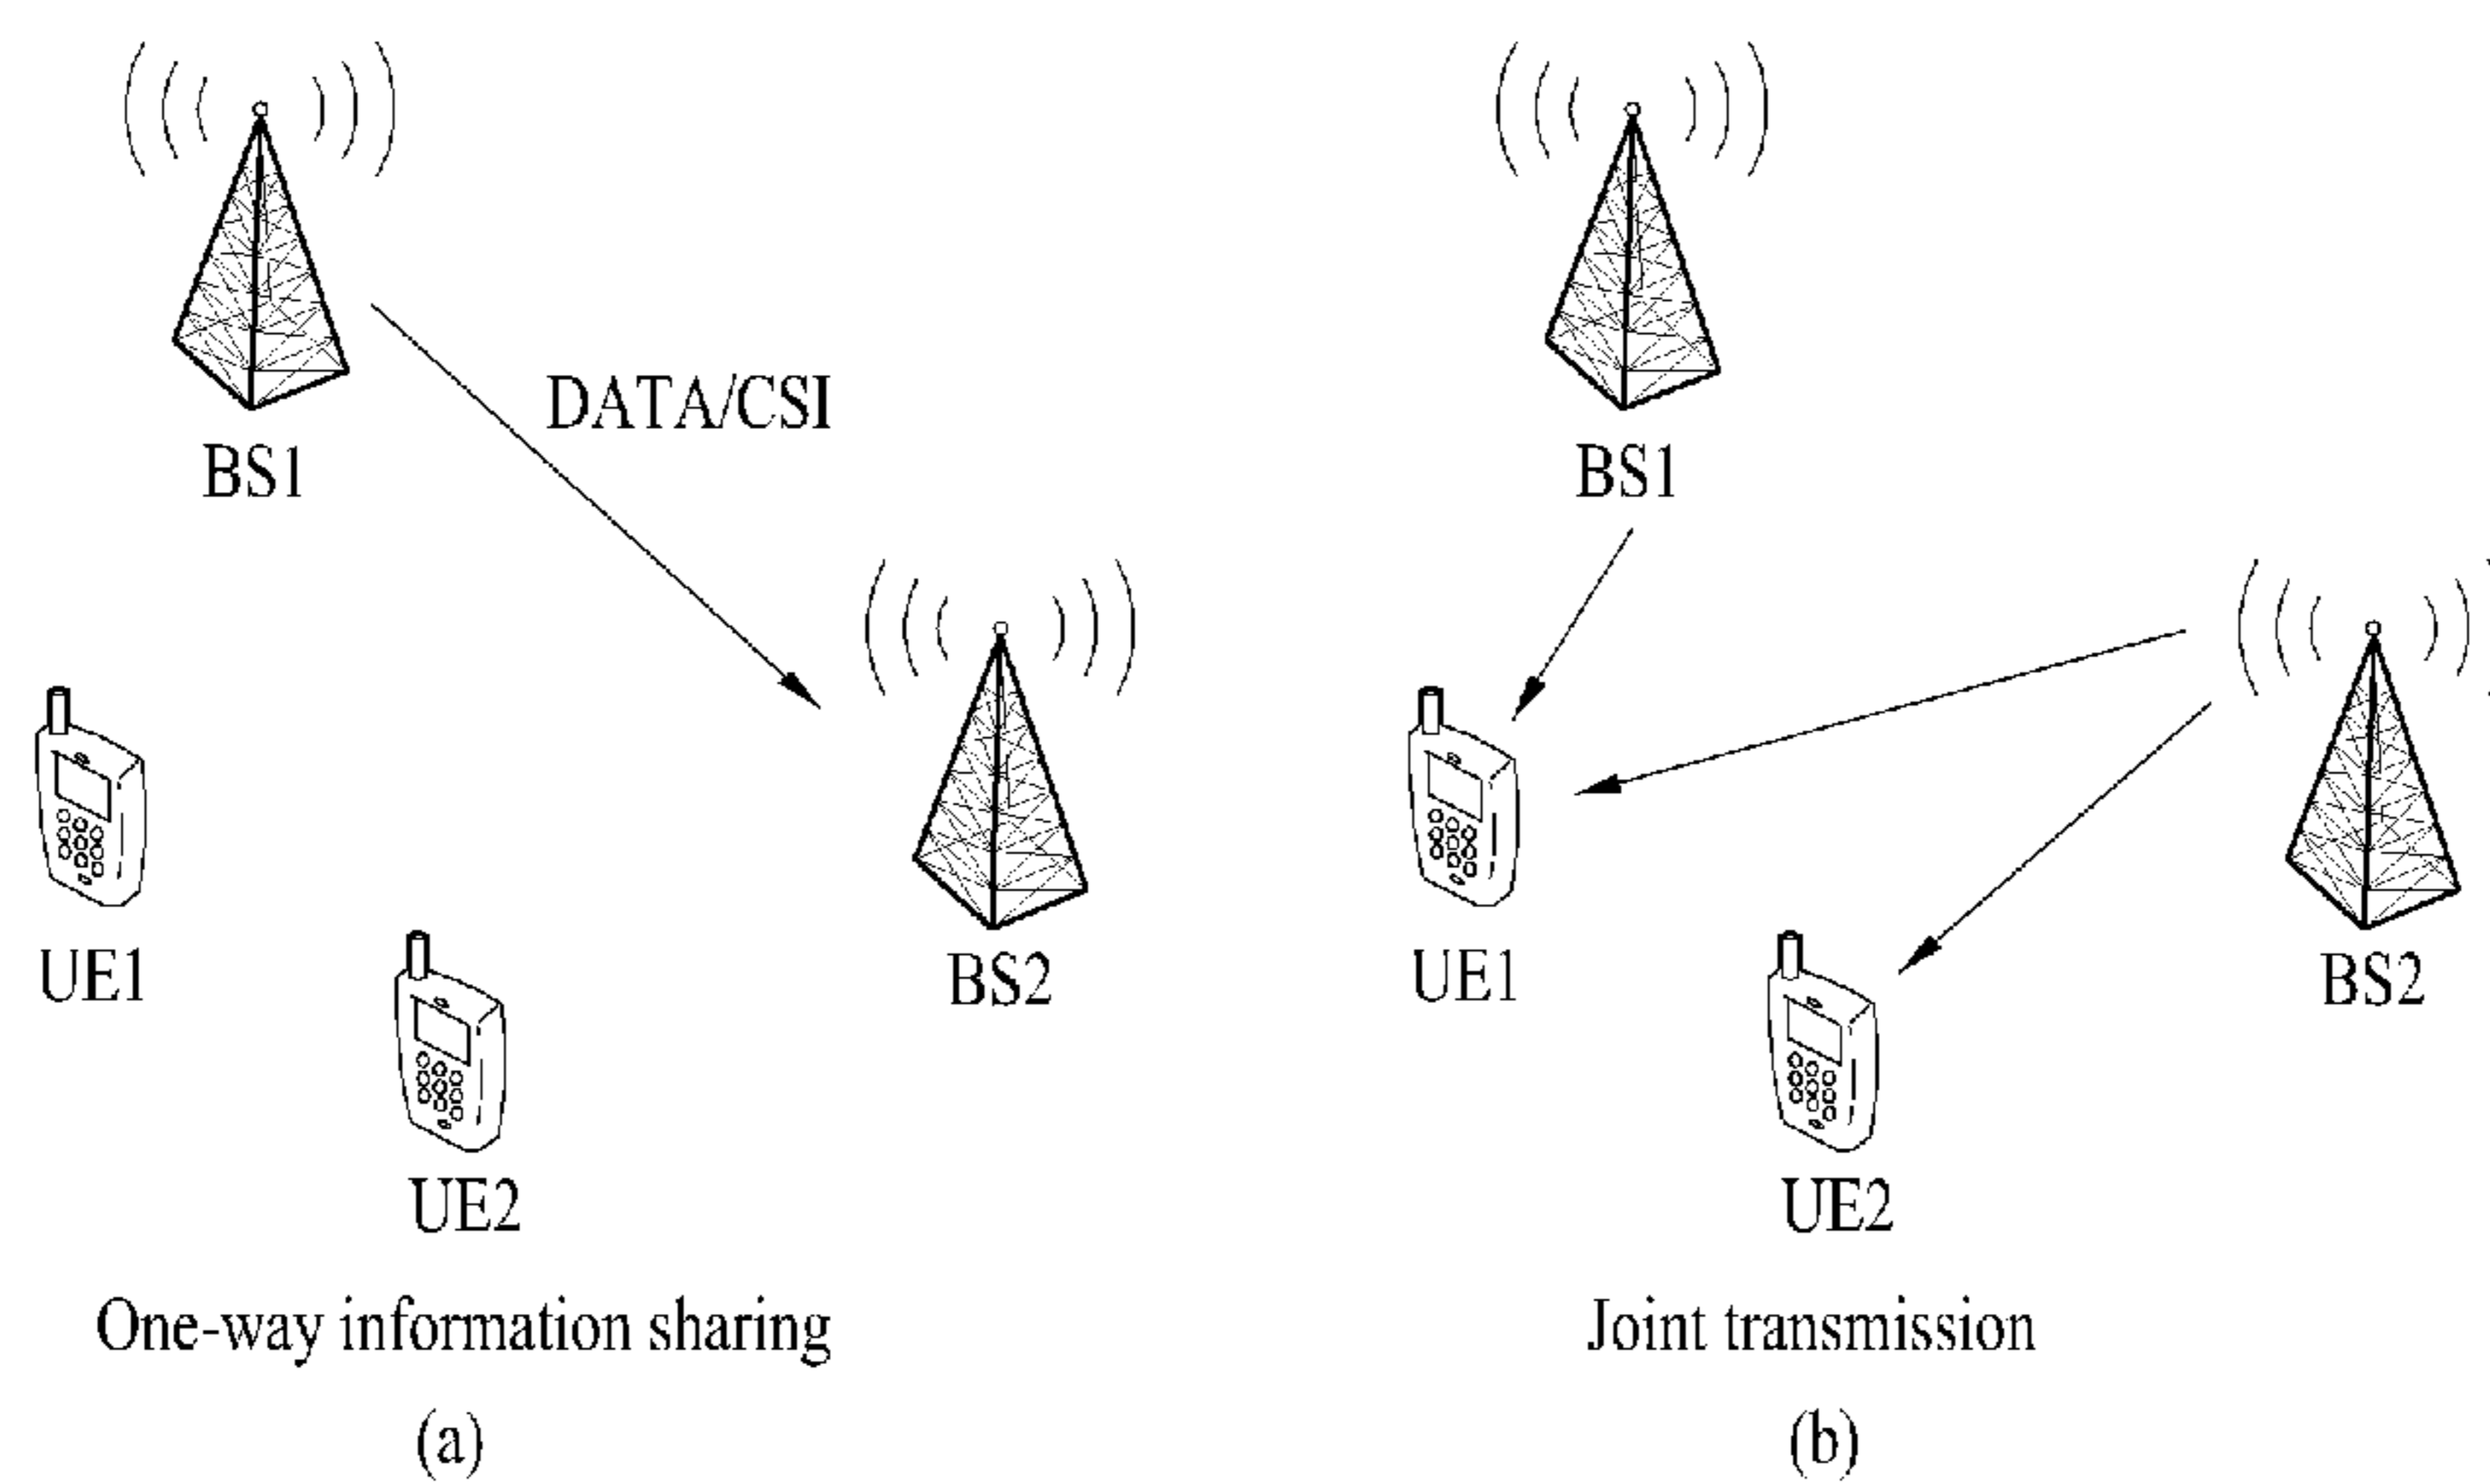 BS1
DATA/CSI
BS2
UE1
UE2
One-way information sharing
(a)
BS1
BS2
UE1
UE2
Joint transmission
(b)